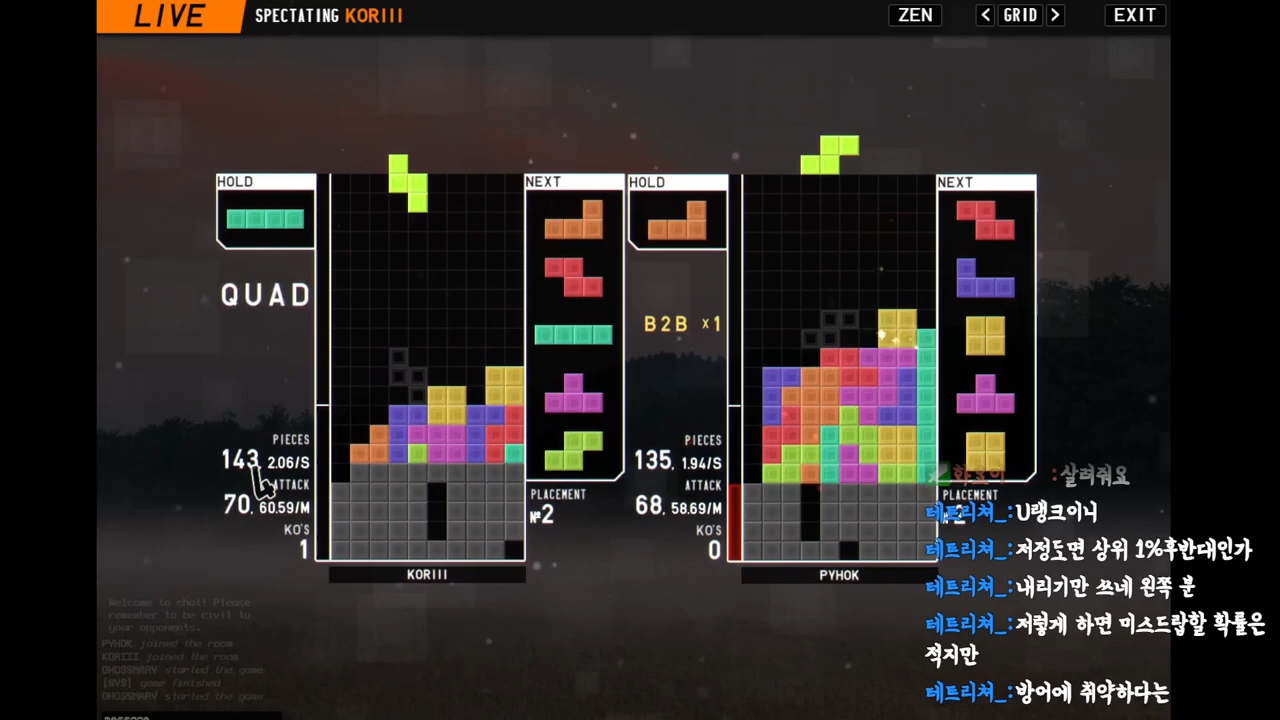 LIVE
SPECTATING KORIII
ZEN
< GRID >
EXIT
HOLD
NEXT
HOLD
NEXT
QUAD
B2B ×1
PIECES
143, 2.06/S
ATTACK
70, 60.59/M
KO'S
1
PLACEMENT
№2
KORIII
PIECES
135, 1.94/S
ATTACK
68, 58.69/M
KO'S
0
PLACEMENT
PYHOK
:살려줘요
테트리쳐_:U랭크이니
테트리쳐_:저정도면 상위 1%후반대인가
테트리쳐_:내리기만 쓰네 왼쪽 분
테트리쳐_:저렇게 하면 미스드랍할 확률은
적지만
테트리쳐_:방어에 취약하다는
Welcome to chat! Please
remember to be civil to
your opponents.
PYHOK joined the room
KORIII joined the room
GHOSSMARY started the game
[SYS] game finished
GHOSSMARY started the game